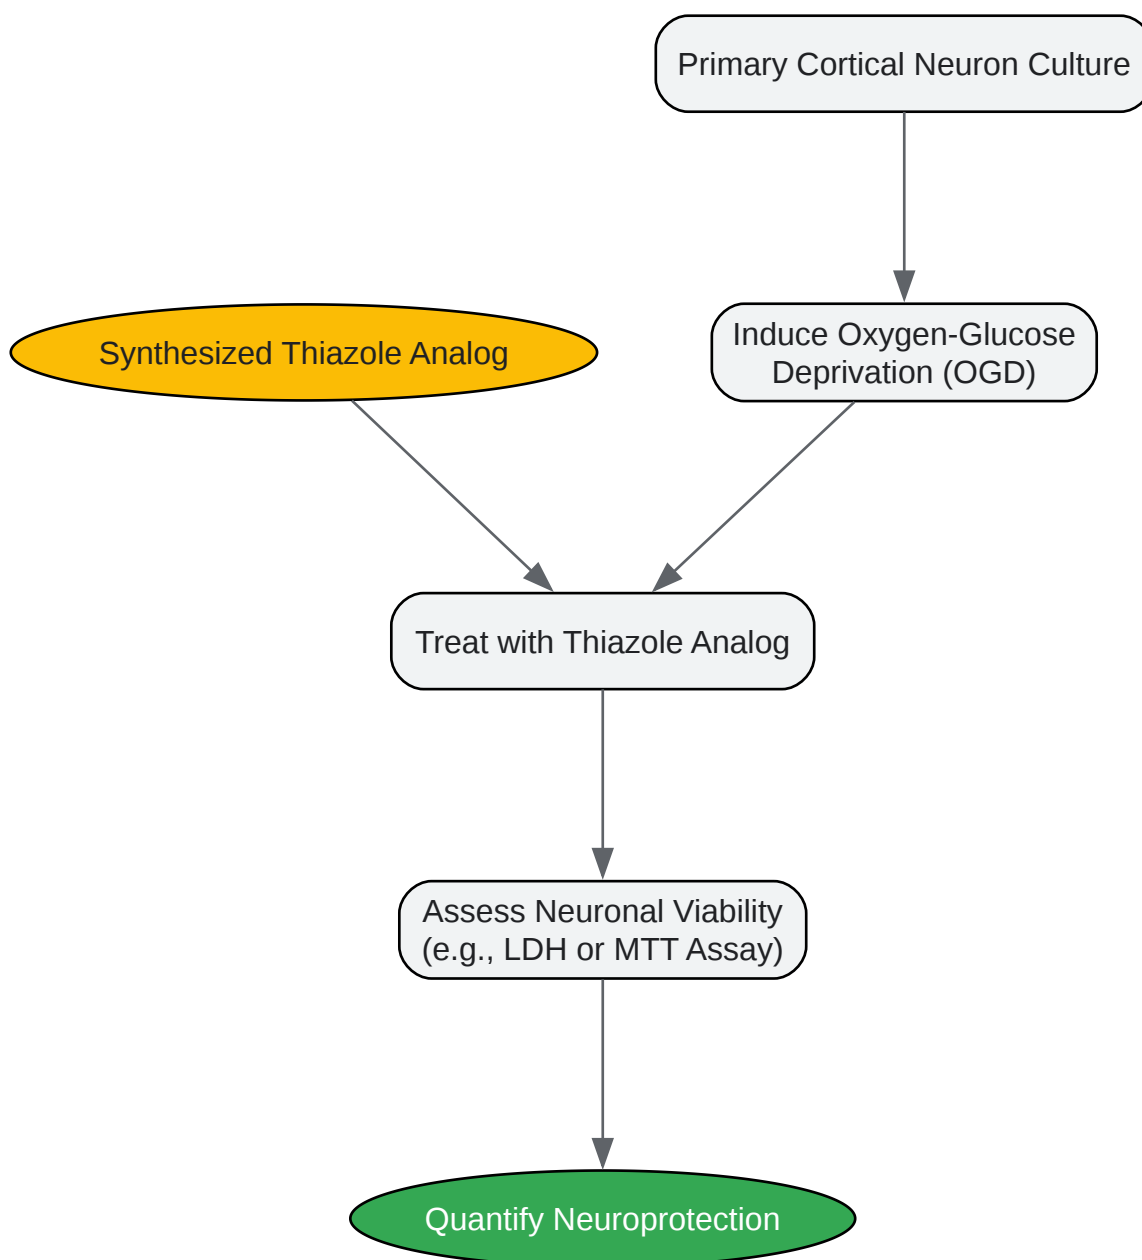 Primary Cortical Neuron Culture
Synthesized Thiazole Analog
Induce Oxygen-Glucose
Deprivation (OGD)
Treat with Thiazole Analog
Assess Neuronal Viability
(e.g., LDH or MTT Assay)
Quantify Neuroprotection